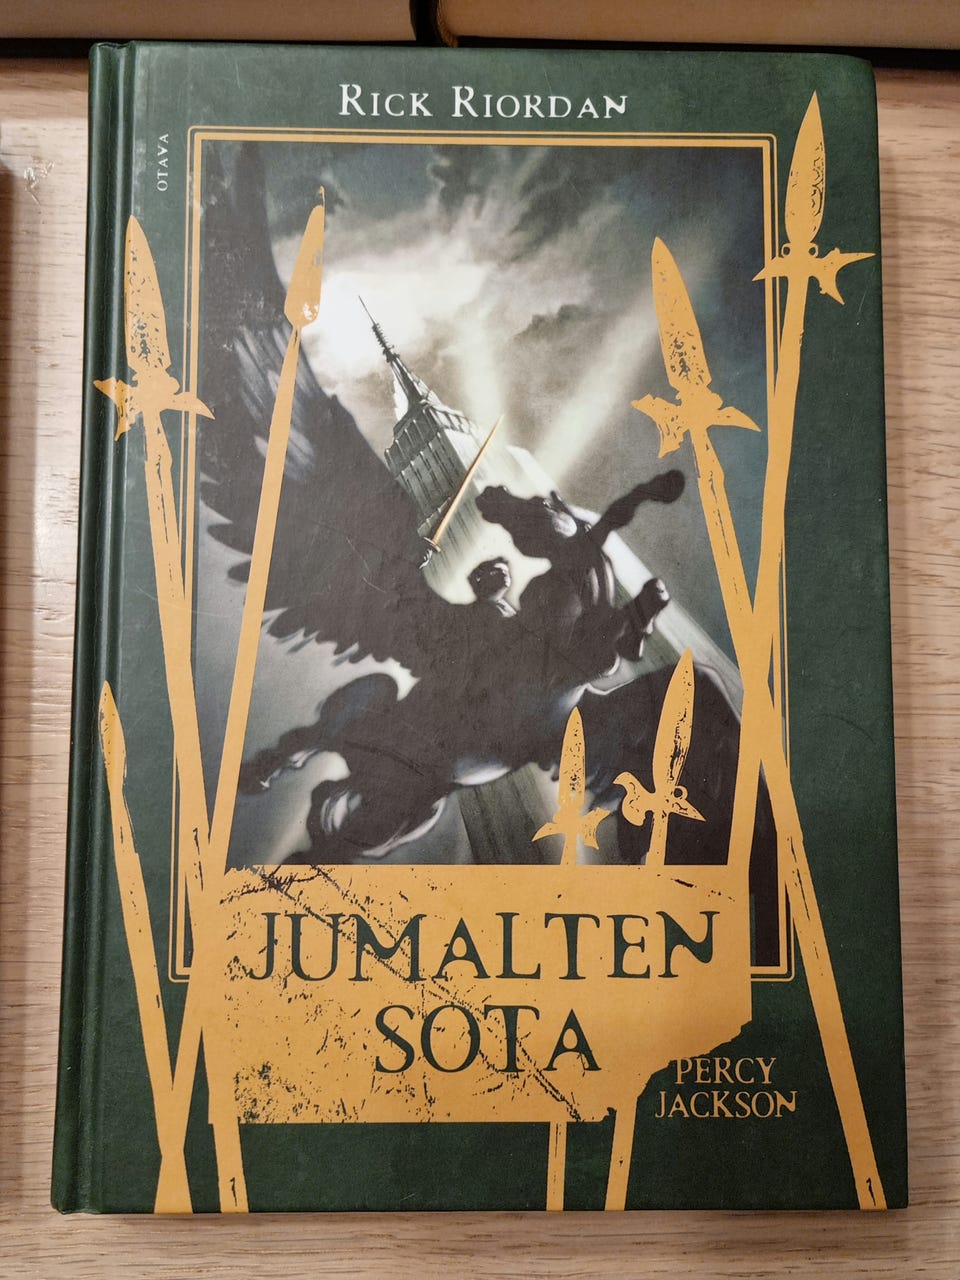 RICK RIORDAN
OTAVA
JUMALTEN
SOTA
PERCY
JACKSON